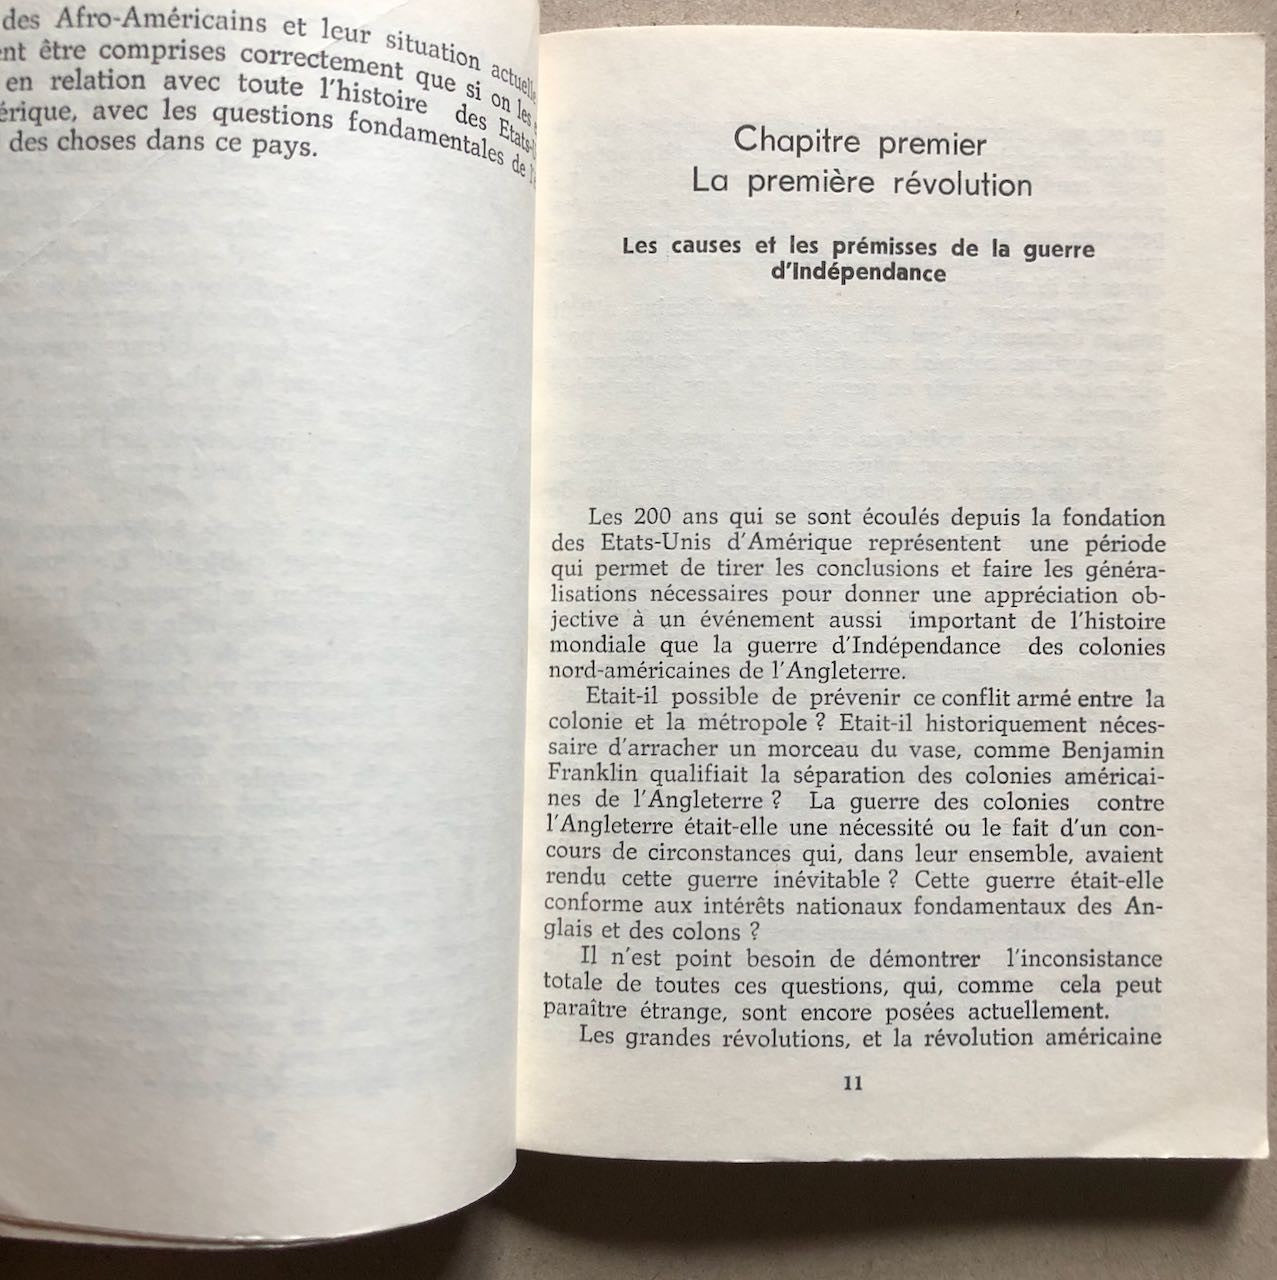 des Afro-Américains et leur situation actuelle
être comprises correctement que si on les
en relation avec toute l'histoire des Etats-
avec les questions fondamentales de
des choses dans ce pays.
Chapitre premier
La première révolution
Les causes et les prémisses de la guerre
d'Indépendance
Les 200 ans qui se sont écoulés depuis la fondation
des Etats-Unis d'Amérique représentent une période
qui permet de tirer les conclusions et faire les généra-
lisations nécessaires pour donner une appréciation ob-
jective à un événement aussi important de l'histoire
mondiale que la guerre d'Indépendance des colonies
nord-américaines de l'Angleterre.
Etait-il possible de prévenir ce conflit armé entre la
colonie et la métropole ? Etait-il historiquement néces-
saire d'arracher un morceau du vase, comme Benjamin
Franklin qualifiait la séparation des colonies américai-
nes de l'Angleterre ? La guerre des colonies contre
l'Angleterre était-elle une nécessité ou le fait d'un con-
cours de circonstances qui, dans leur ensemble, avaient
rendu cette guerre inévitable ? Cette guerre était-elle
conforme aux intérêts nationaux fondamentaux des An-
glais et des colons ?
Il n'est point besoin de démontrer l'inconsistance
totale de toutes ces questions, qui, comme cela peut
paraître étrange, sont encore posées actuellement.
Les grandes révolutions, et la révolution américaine
11